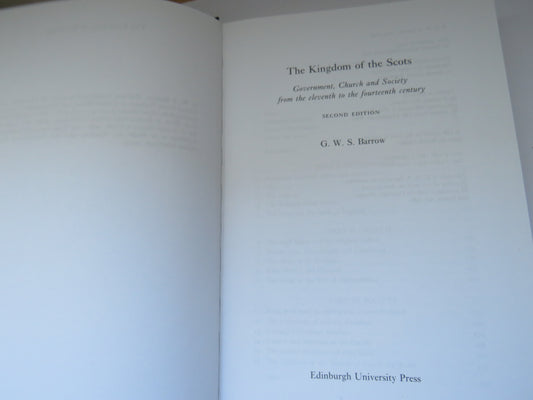 The Kingdom of the Scots
Government, Church and Society
from the eleventh to the fourteenth century
SECOND EDITION
G. W. S. Barrow
Edinburgh University Press